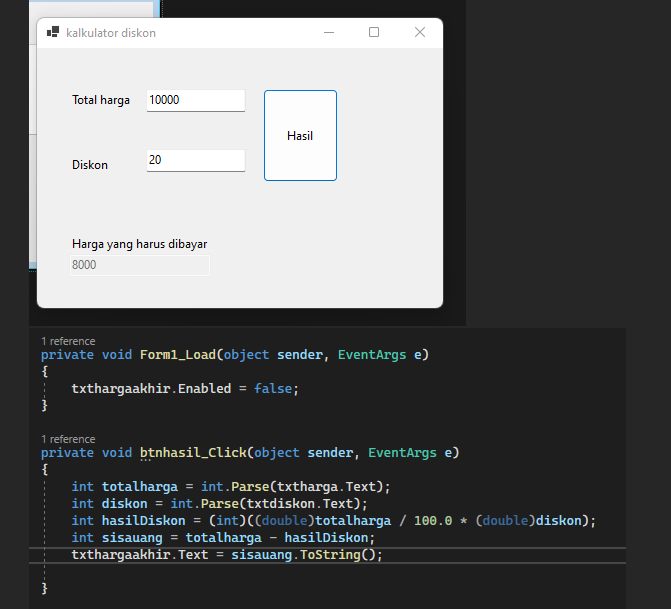 kalkulator diskon
Total harga 10000
Hasil
Diskon 20
Harga yang harus dibayar
8000
1 reference
private void Form1_Load(object sender, EventArgs e)
{
txthargaakhir.Enabled = false;
}
1 reference
private void btnhasil_Click(object sender, EventArgs e)
{
int totalharga = int.Parse(txtharga.Text);
int diskon = int.Parse(txtdiskon.Text);
int hasilDiskon = (int)((double)totalharga / 100.0 * (double)diskon);
int sisauang = totalharga - hasilDiskon;
txthargaakhir.Text = sisauang.ToString();
}